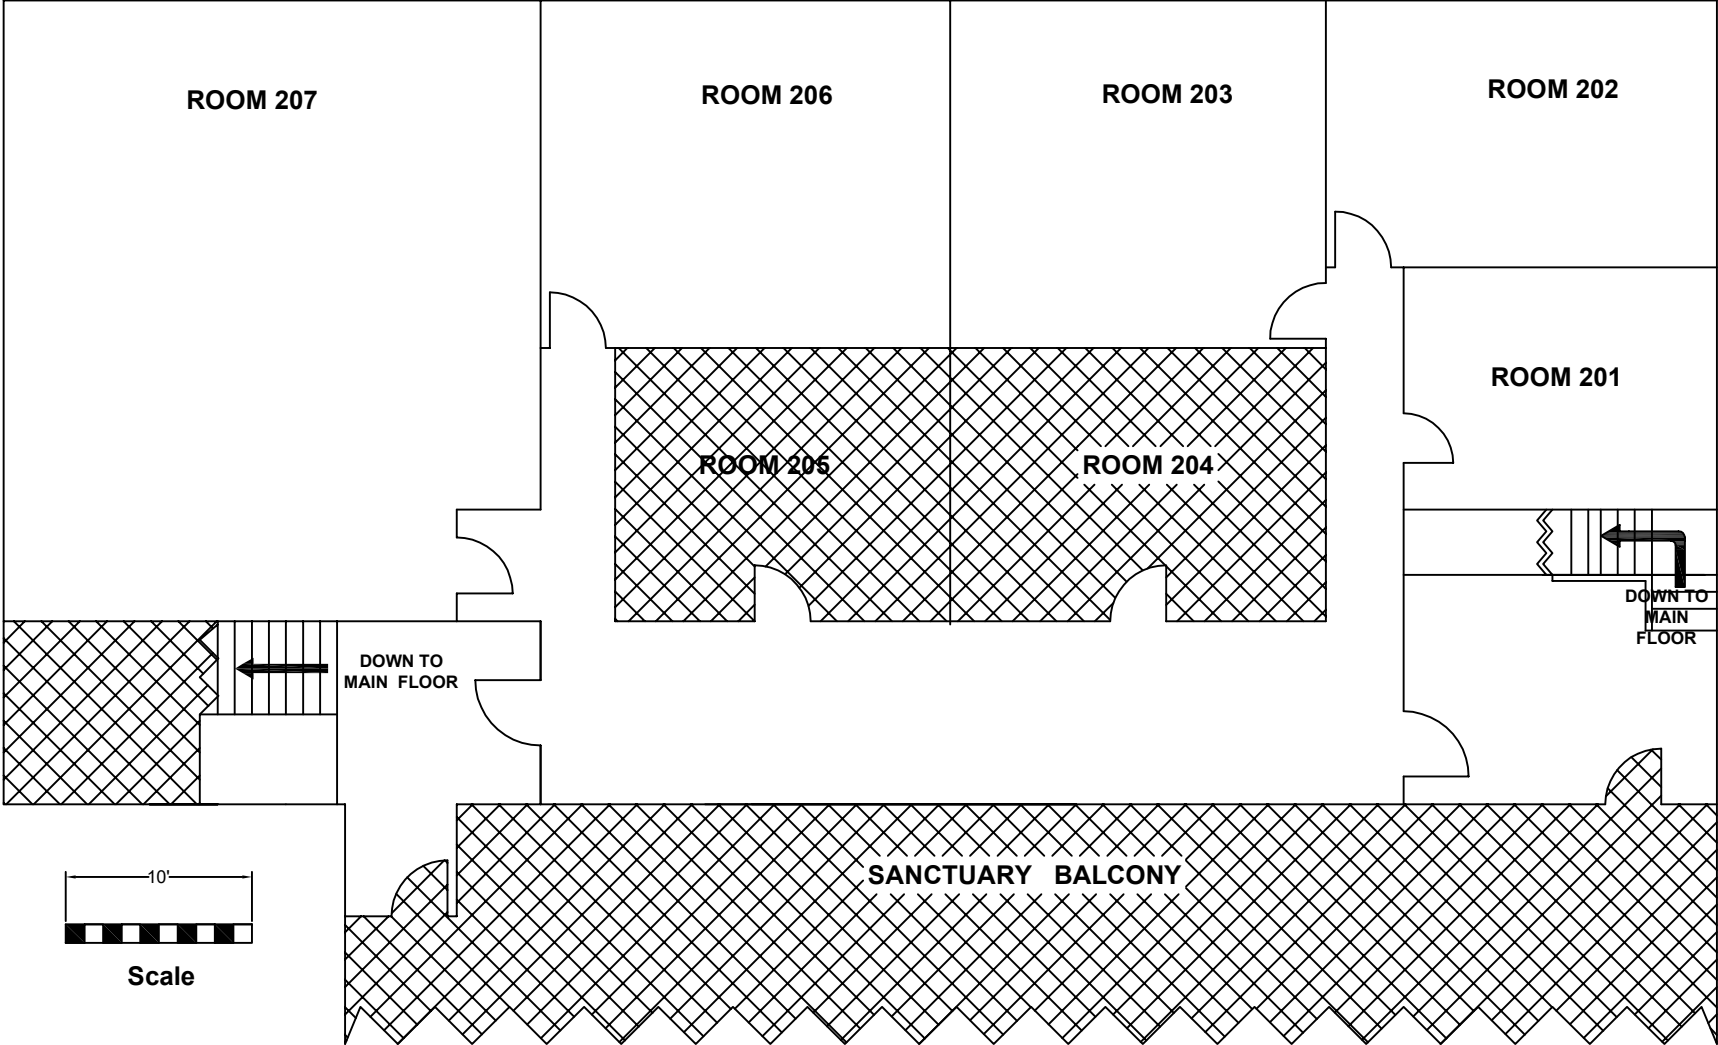 ROOM 207
ROOM 206
ROOM 203
ROOM 202
ROOM 201
ROOM 205
ROOM 204
DOWN TO
MAIN
FLOOR
DOWN TO
MAIN FLOOR
SANCTUARY BALCONY
10'
Scale